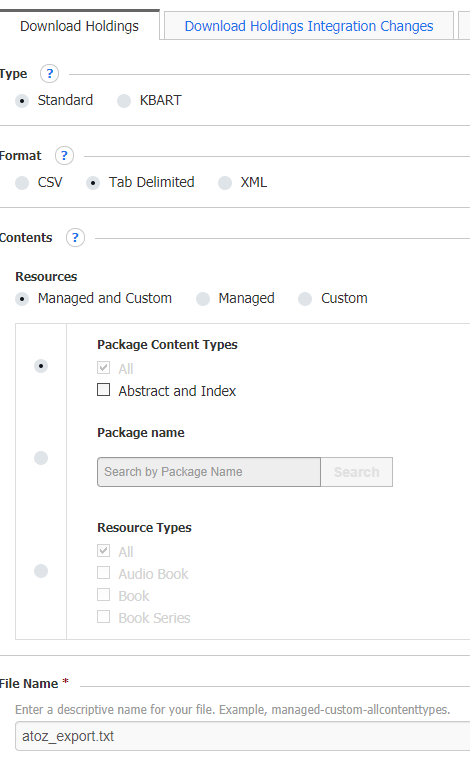 Download Holdings Download Holdings Integration Changes
Type ?
Standard KBART
Format ?
CSV Tab Delimited XML
Contents ?
Resources
Managed and Custom Managed Custom
Package Content Types
All
Abstract and Index
Package name
Search by Package Name Search
Resource Types
All
Audio Book
Book
Book Series
File Name *
Enter a descriptive name for your file. Example, managed-custom-allcontenttypes.
atoz_export.txt